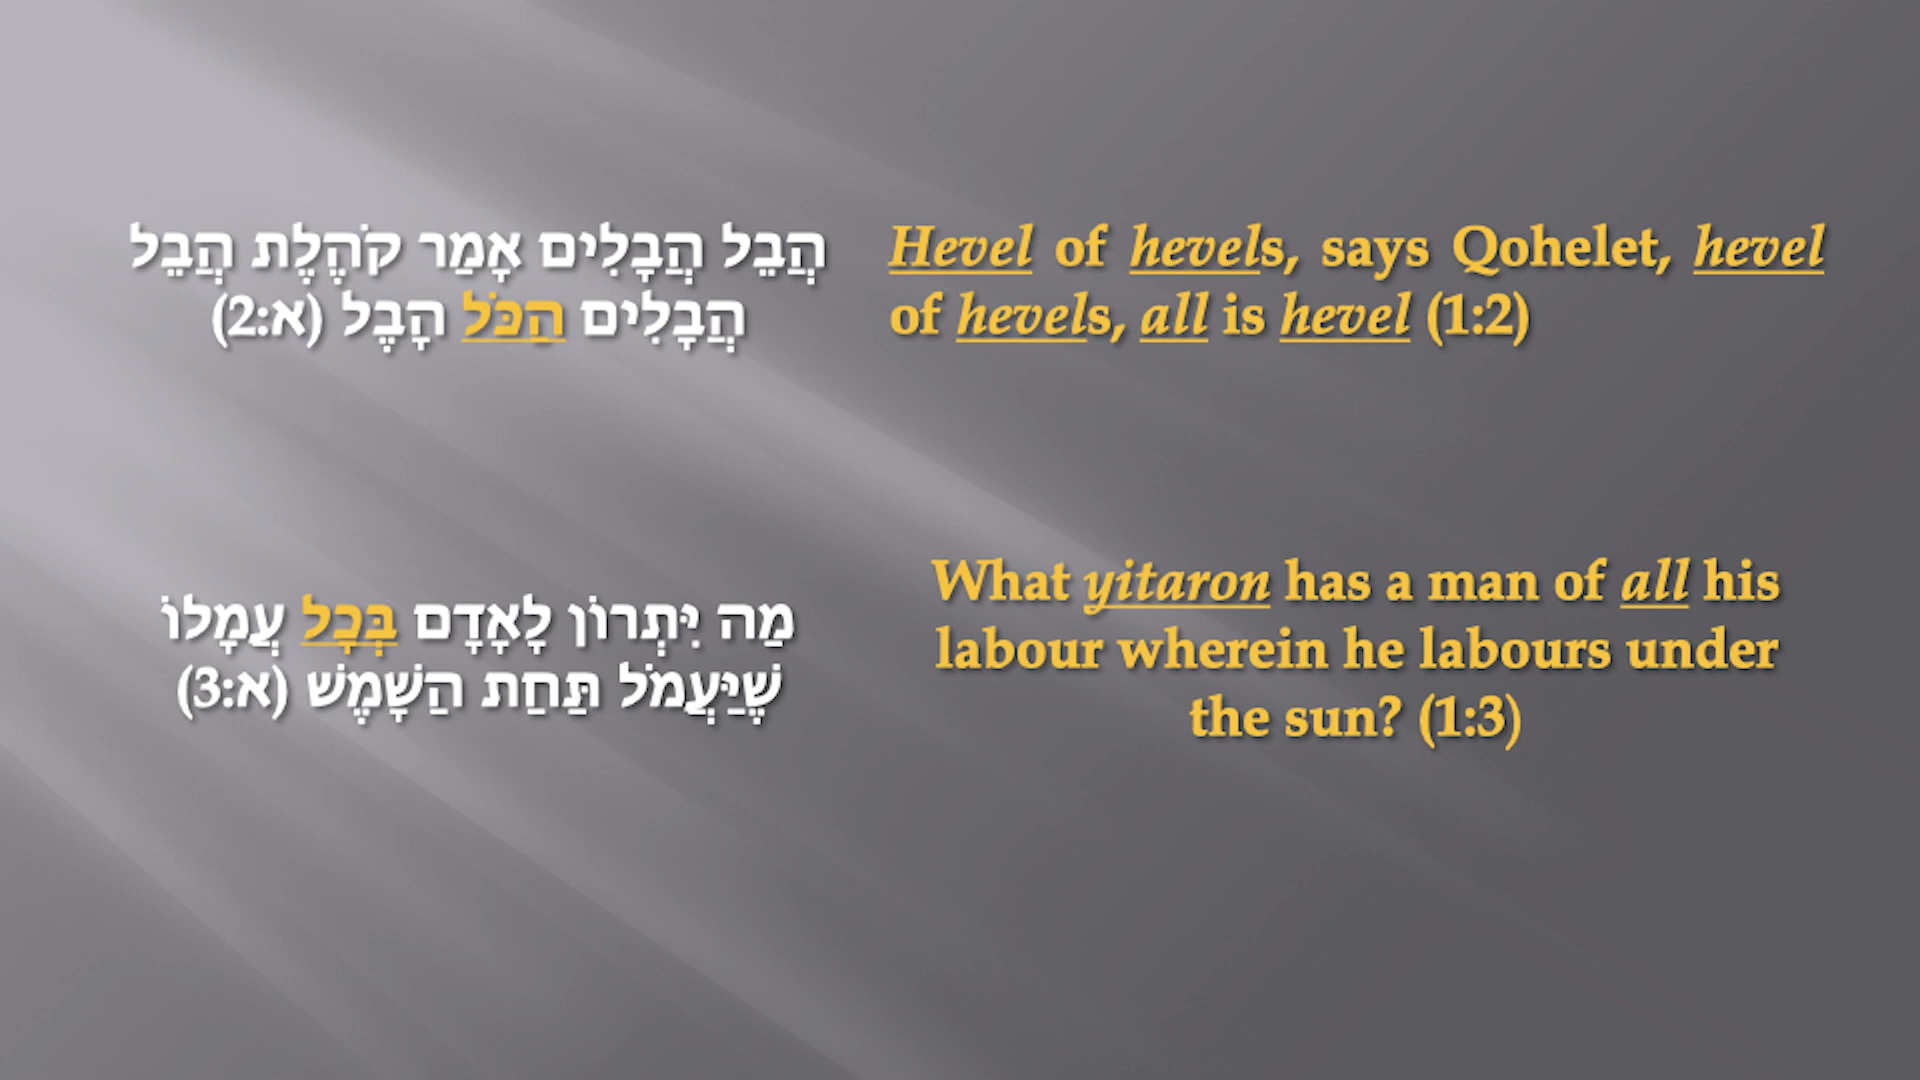 הֲבֵל הֲבָלִים אָמַר קֹהֶלֶת הֲבֵל
הֲבָלִים הַכֹּל הָבֶל (א:2)
Hevel of hevels, says Qohelet, hevel
of hevels, all is hevel (1:2)
מַה יִּתְרוֹן לָאָדָם בְּכָל עֲמָלוֹ
שֶׁיַּעֲמֹל תַּחַת הַשָּׁמֶשׁ (א:3)
What yitaron has a man of all his
labour wherein he labours under
the sun? (1:3)